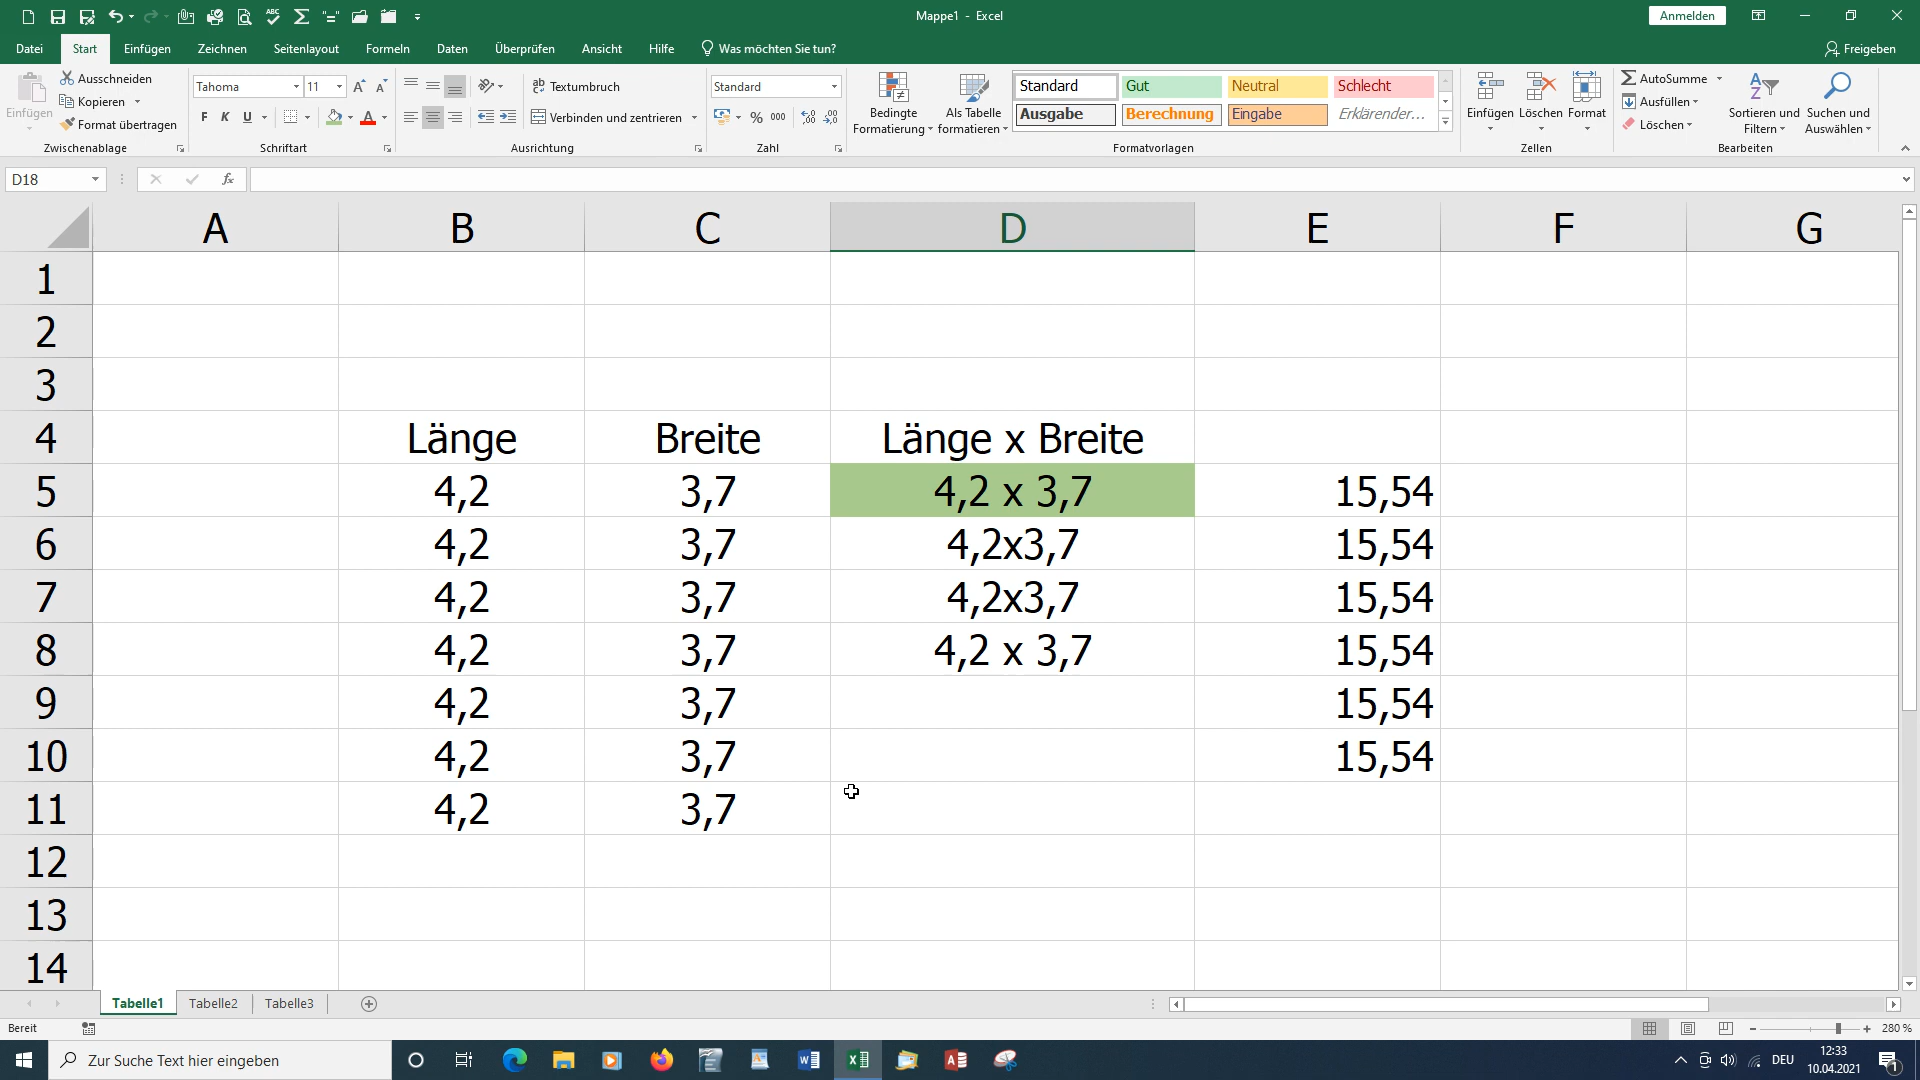 Mappe1 - Excel
Anmelden
Datei Start Einfügen Zeichnen Seitenlayout Formeln Daten Überprüfen Ansicht Hilfe Was möchten Sie tun? Freigeben
Einfügen
Ausschneiden
Kopieren
Format übertragen
Zwischenablage
Tahoma 11
F K U
Schriftart
Textumbruch
Verbinden und zentrieren
Ausrichtung
Standard
% 000
Zahl
Bedingte Formatierung
Als Tabelle formatieren
Standard Gut Neutral Schlecht
Ausgabe Berechnung Eingabe Erklärender...
Formatvorlagen
Einfügen Löschen Format
Zellen
AutoSumme
Ausfüllen
Löschen
Sortieren und Filtern
Suchen und Auswählen
Bearbeiten
D18 fx
A B C D E F G
1
2
3
4 Länge Breite Länge x Breite
5 4,2 3,7 4,2 x 3,7 15,54
6 4,2 3,7 4,2x3,7 15,54
7 4,2 3,7 4,2x3,7 15,54
8 4,2 3,7 4,2 x 3,7 15,54
9 4,2 3,7 15,54
10 4,2 3,7 15,54
11 4,2 3,7
12
13
14
Tabelle1 Tabelle2 Tabelle3
Bereit 280 %
Zur Suche Text hier eingeben
DEU
12:33
10.04.2021
1